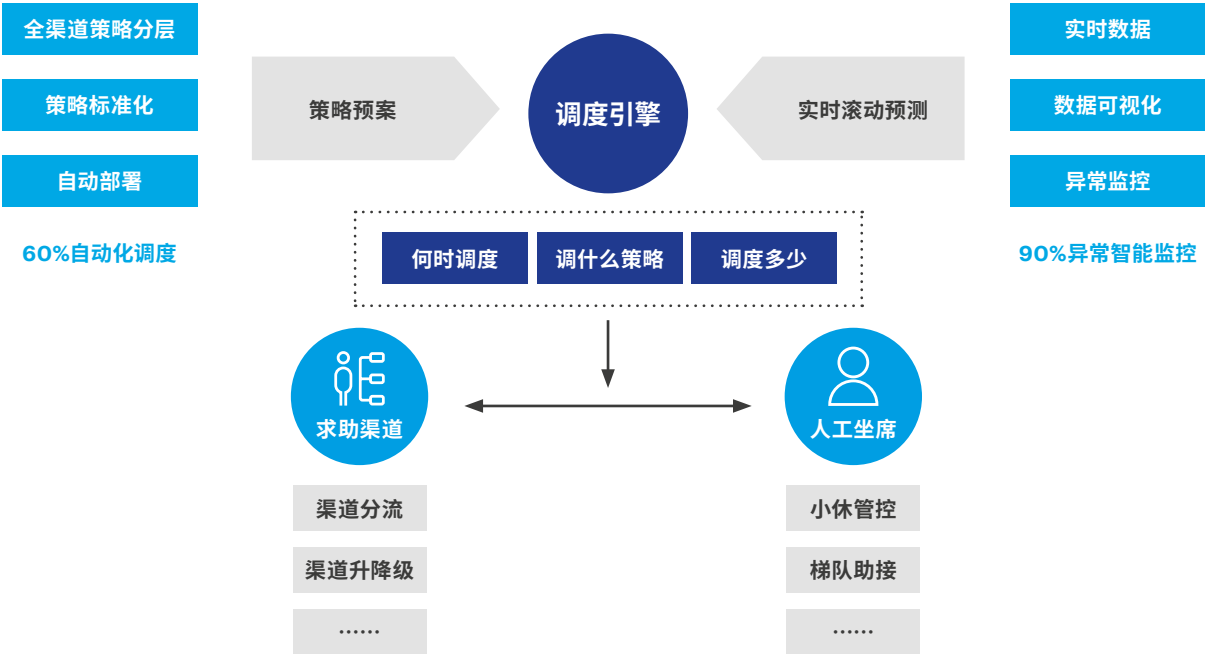 全渠道策略分层
策略标准化
自动部署
60%自动化调度
策略预案
调度引擎
实时滚动预测
实时数据
数据可视化
异常监控
90%异常智能监控
何时调度
调什么策略
调度多少
求助渠道
人工坐席
渠道分流
渠道升降级
······
小休管控
梯队助接
······